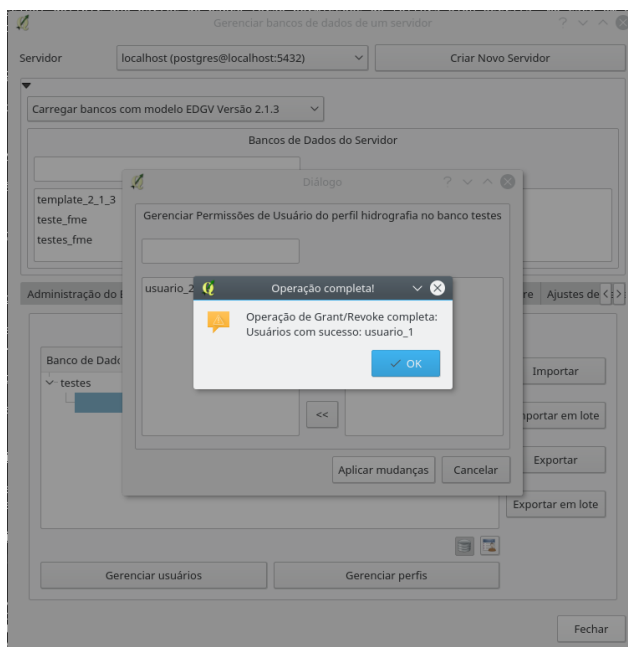 Gerenciar bancos de dados de um servidor
Servidor
localhost (postgres@localhost:5432)
Criar Novo Servidor
Carregar bancos com modelo EDGV Versão 2.1.3
Bancos de Dados do Servidor
template_2_1_3
teste_fme
testes_fme
Diálogo
Gerenciar Permissões de Usuário do perfil hidrografia no banco testes
usuario_2
Operação completa!
Operação de Grant/Revoke completa:
Usuários com sucesso: usuario_1
OK
<<
Aplicar mudanças
Cancelar
Administração do
re
Ajustes de
Banco de Dado
testes
Importar
portar em lote
Exportar
Exportar em lote
Gerenciar usuários
Gerenciar perfis
Fechar